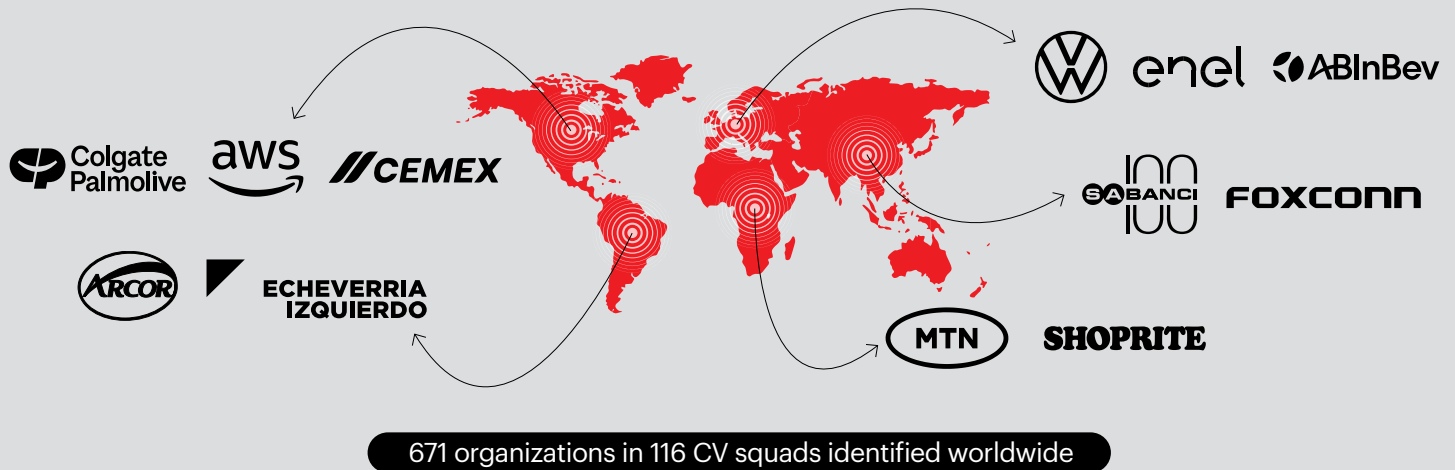 enel
ABInBev
Colgate
Palmolive
aws
CEMEX
SABANCI
100
FOXCONN
ARCOR
ECHEVERRIA
IZQUIERDO
MTN
SHOPRITE
671 organizations in 116 CV squads identified worldwide